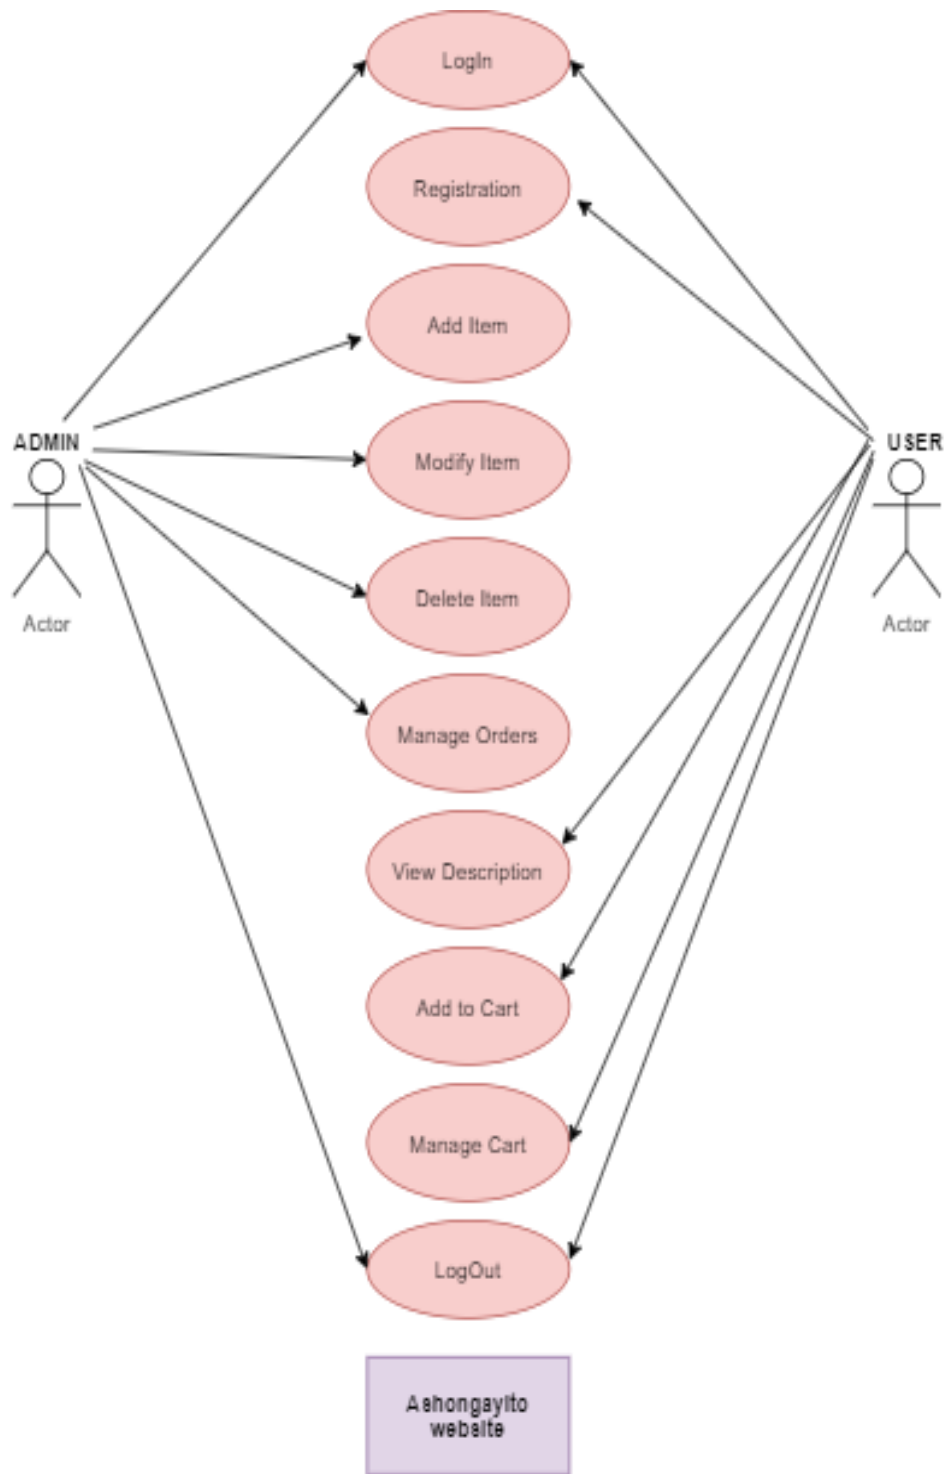 LogIn
Registration
Add Item
ADMIN
USER
Modify Item
Delete Item
Actor
Actor
Manage Orders
View Description
Add to Cart
Manage Cart
LogOut
Ashongayito
website